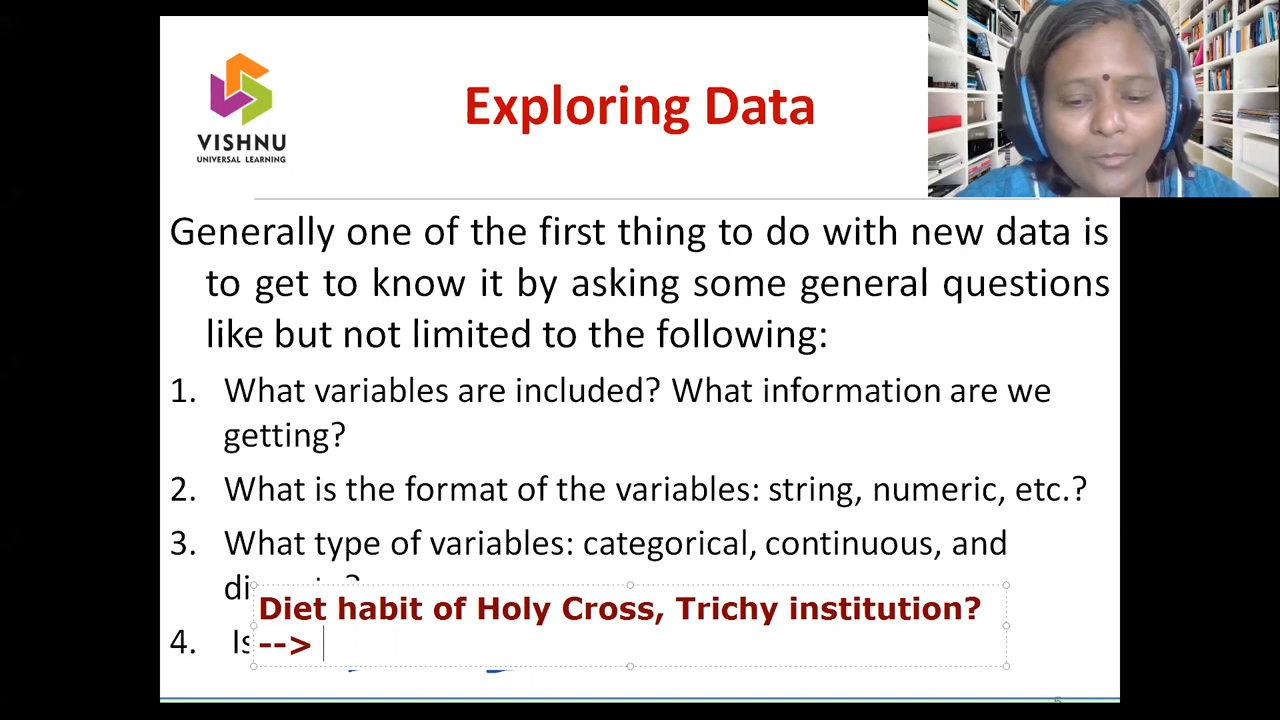 VISHNU
UNIVERSAL LEARNING
Exploring Data
Generally one of the first thing to do with new data is
to get to know it by asking some general questions
like but not limited to the following:
1. What variables are included? What information are we
getting?
2. What is the format of the variables: string, numeric, etc.?
3. What type of variables: categorical, continuous, and
Diet habit of Holy Cross, Trichy institution?
4. Is
-->